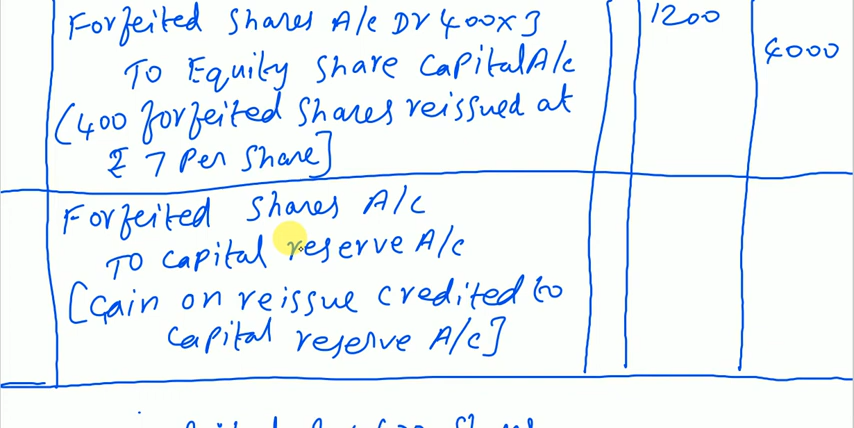 Forfeited Shares A/c Dr 400x3 1200
To Equity Share Capital A/c 4000
(400 forfeited Shares reissued at
₹ 7 Per Share]
Forfeited Shares A/c
To Capital reserve A/c
[Gain on reissue credited to
Capital reserve A/c]